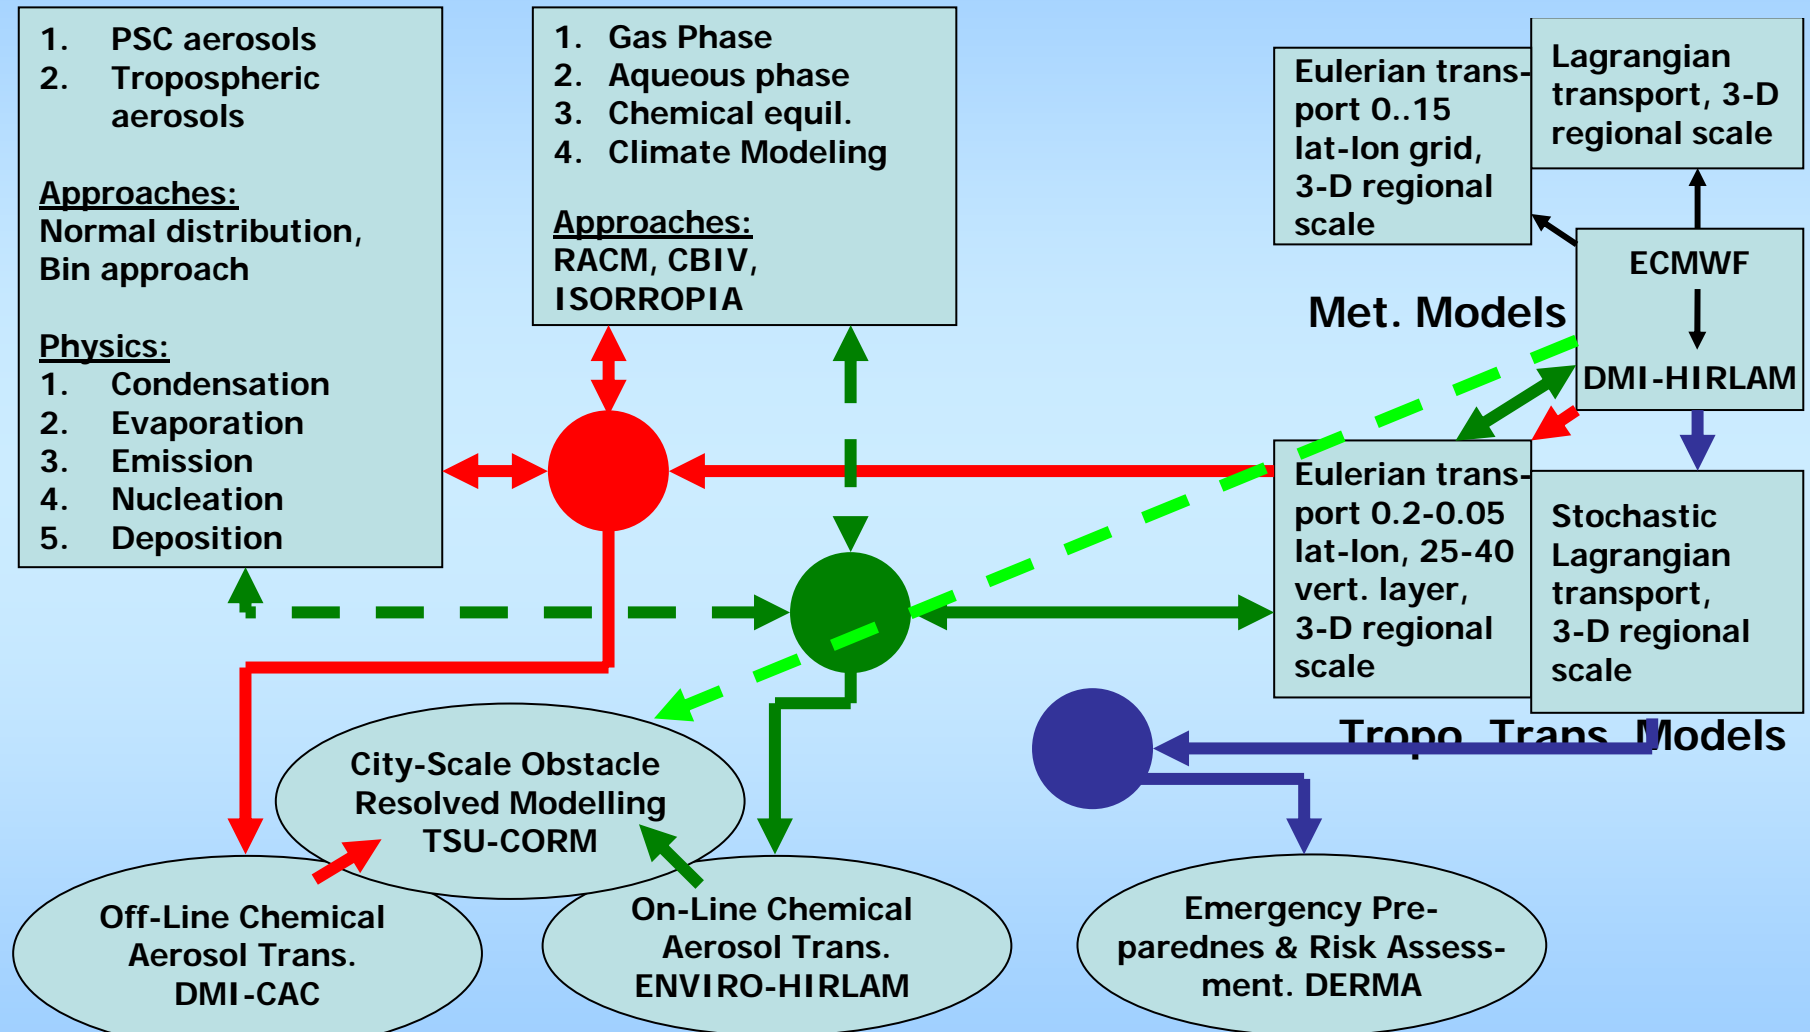 1. PSC aerosols
2. Tropospheric
aerosols
Approaches:
Normal distribution,
Bin approach
Physics:
1. Condensation
2. Evaporation
3. Emission
4. Nucleation
5. Deposition
1. Gas Phase
2. Aqueous phase
3. Chemical equil.
4. Climate Modeling
Approaches:
RACM, CBIV,
ISORROPIA
Eulerian trans-
port 0..15
lat-lon grid,
3-D regional
scale
Lagrangian
transport, 3-D
regional scale
ECMWF
DMI-HIRLAM
Met. Models
Eulerian trans-
port 0.2-0.05
lat-lon, 25-40
vert. layer,
3-D regional
scale
Stochastic
Lagrangian
transport,
3-D regional
scale
Tropo. Trans. Models
City-Scale Obstacle
Resolved Modelling
TSU-CORM
Off-Line Chemical
Aerosol Trans.
DMI-CAC
On-Line Chemical
Aerosol Trans.
ENVIRO-HIRLAM
Emergency Pre-
parednes & Risk Assess-
ment. DERMA